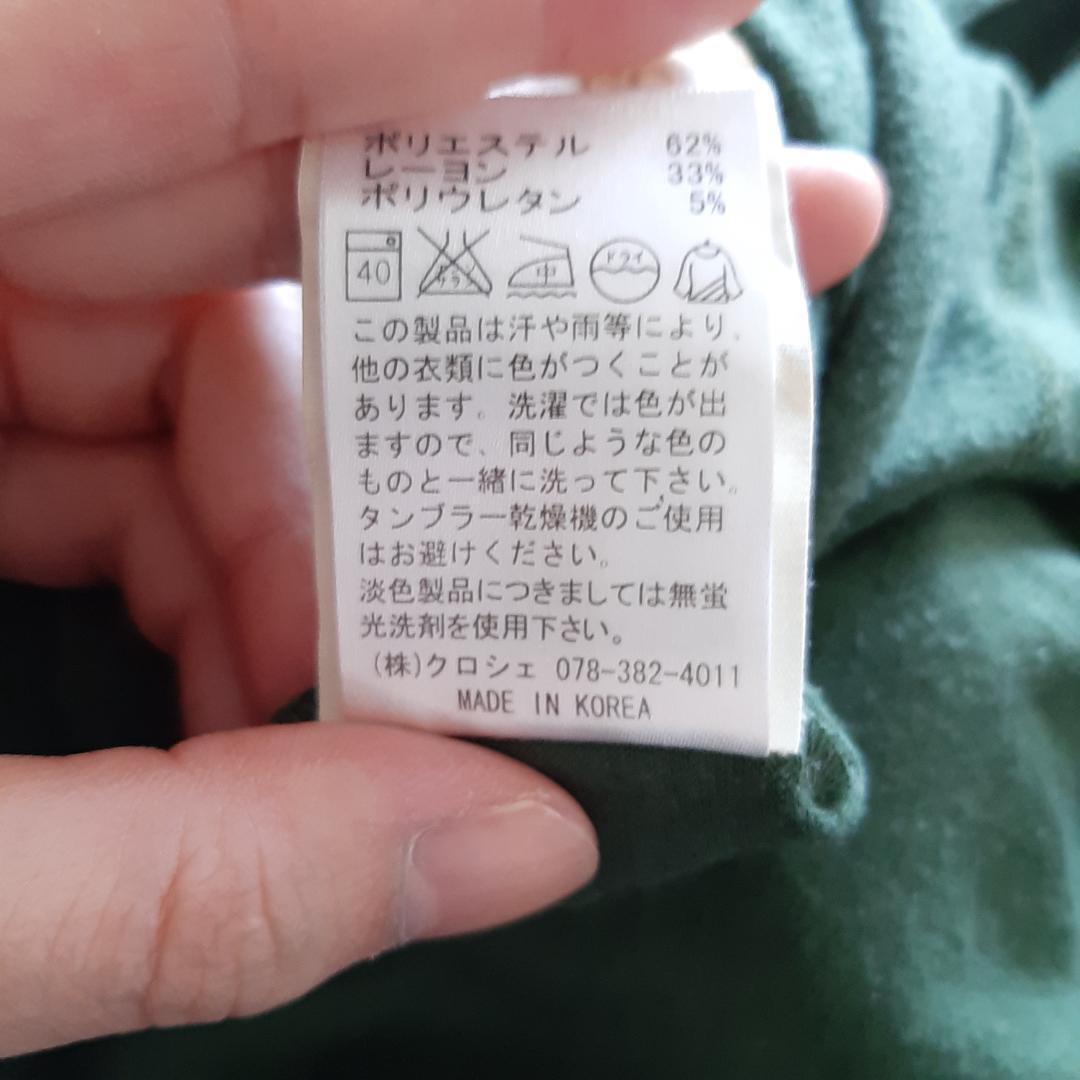 ポリエステル 62%
レーヨン 33%
ポリウレタン 5%
40 中 ドライ
この製品は汗や雨等により、
他の衣類に色がつくことが
あります。洗濯では色が出
ますので、同じような色の
ものと一緒に洗って下さい。
タンブラー乾燥機のご使用
はお避けください。
淡色製品につきましては無蛍
光洗剤を使用下さい。
(株)クロシェ 078-382-4011
MADE IN KOREA